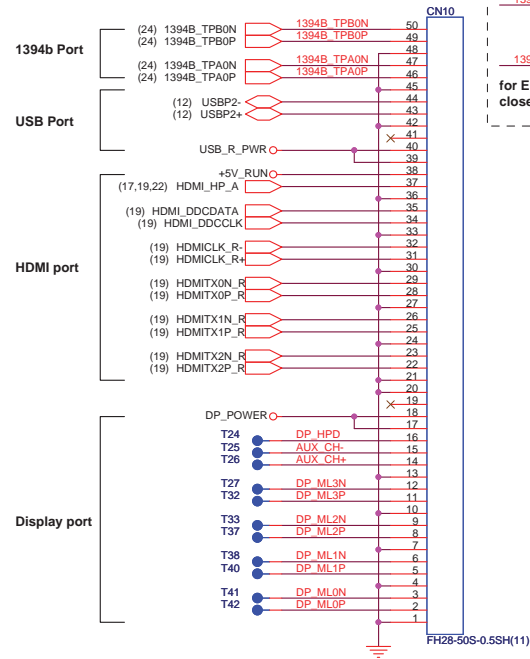 139
CN10
(24) 1394B_TPB0N 1394B_TPB0N 50
(24) 1394B_TPB0P 1394B_TPB0P 49
1394b Port
48
(24) 1394B_TPA0N 1394B_TPA0N 47
(24) 1394B_TPA0P 1394B_TPA0P 46
139
for E
close
45
(12) USBP2- 44
(12) USBP2+ 43
USB Port
42
41
USB_R_PWR 40
39
+5V_RUN 38
(17,19,22) HDMI_HP_A 37
36
(19) HDMI_DDCDATA 35
(19) HDMI_DDCCLK 34
33
(19) HDMICLK_R- 32
(19) HDMICLK_R+ 31
HDMI port
30
(19) HDMITX0N_R 29
(19) HDMITX0P_R 28
27
(19) HDMITX1N_R 26
(19) HDMITX1P_R 25
24
(19) HDMITX2N_R 23
(19) HDMITX2P_R 22
21
20
19
DP_POWER 18
17
T24 DP_HPD 16
T25 AUX_CH- 15
T26 AUX_CH+ 14
13
T27 DP_ML3N 12
T32 DP_ML3P 11
10
Display port
T33 DP_ML2N 9
T37 DP_ML2P 8
7
T38 DP_ML1N 6
T40 DP_ML1P 5
4
T41 DP_ML0N 3
T42 DP_ML0P 2
1
FH28-50S-0.5SH(11)